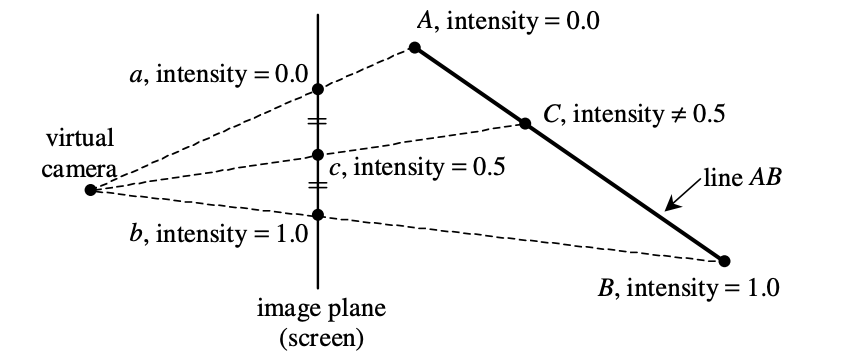 A, intensity = 0.0
a, intensity = 0.0
C, intensity ≠ 0.5
virtual
camera
c, intensity = 0.5
line AB
b, intensity = 1.0
B, intensity = 1.0
image plane
(screen)